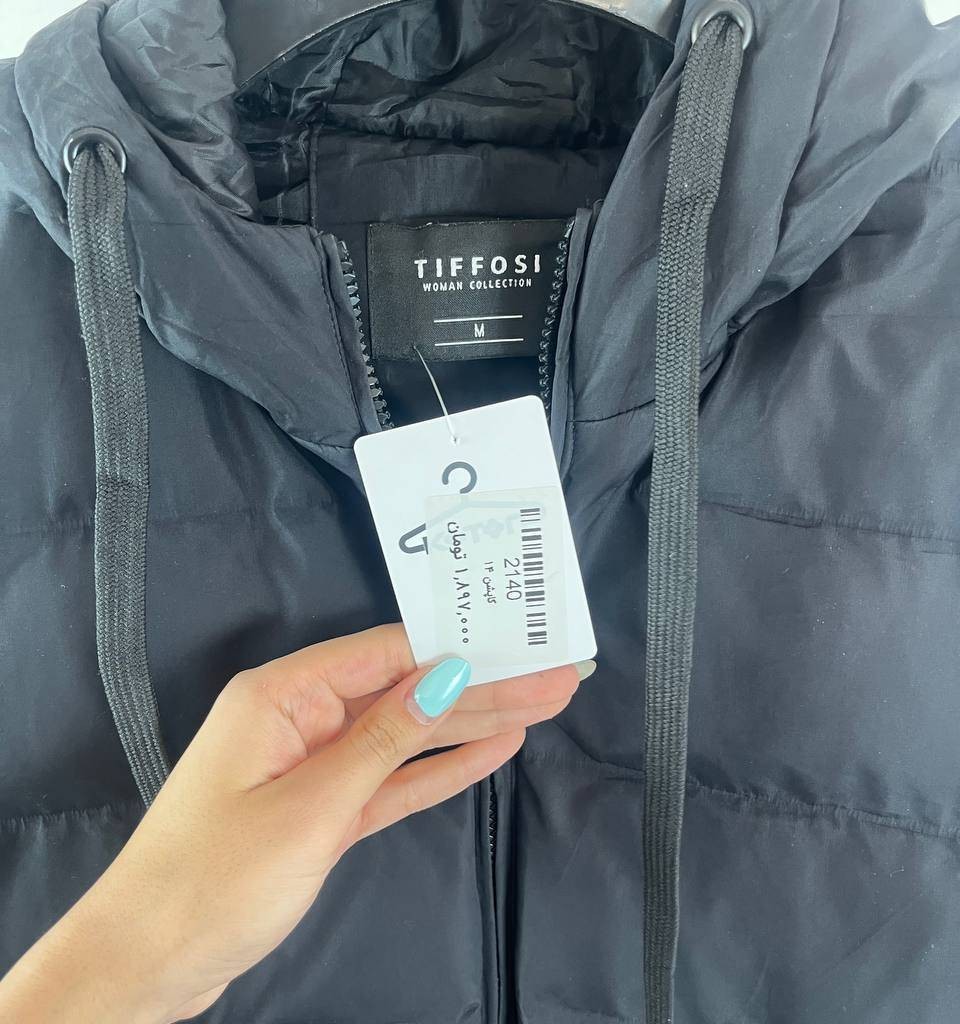 TIFFOSI
WOMAN COLLECTION
M
2140
کاپشن ۱۴
۱,۸۹۷,۰۰۰ تومان